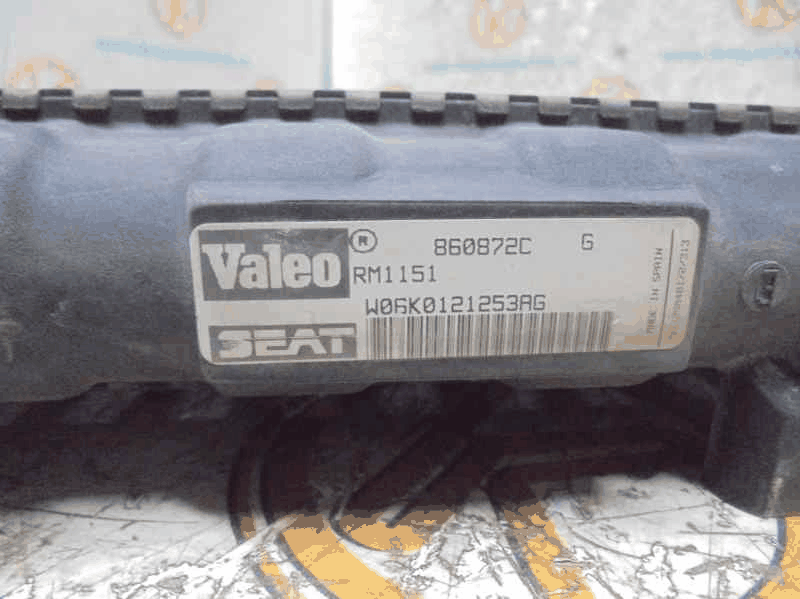 Valeo ® 860872C G
RM1151
W06K0121253AG
SEAT
MADE IN SPAIN